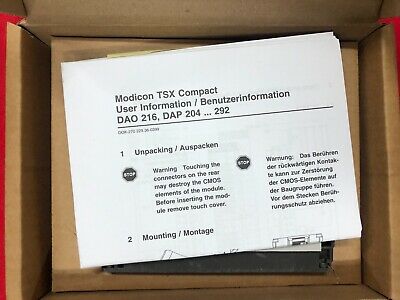 Modicon TSX Compact
User Information / Benutzerinformation
DAO 216, DAP 204 ... 292
1 Unpacking / Auspacken
STOP
Warning Touching the
connectors on the rear
may destroy the CMOS
elements of the module.
Before inserting the mod-
ule remove touch cover.
STOP
Warnung: Das Berühren
der rückwärtigen Kontak-
te kann zur Zerstörung
der CMOS-Elemente auf
der Baugruppe führen.
Vor dem Stecken Berüh-
rungsschutz abziehen.
2 Mounting / Montage